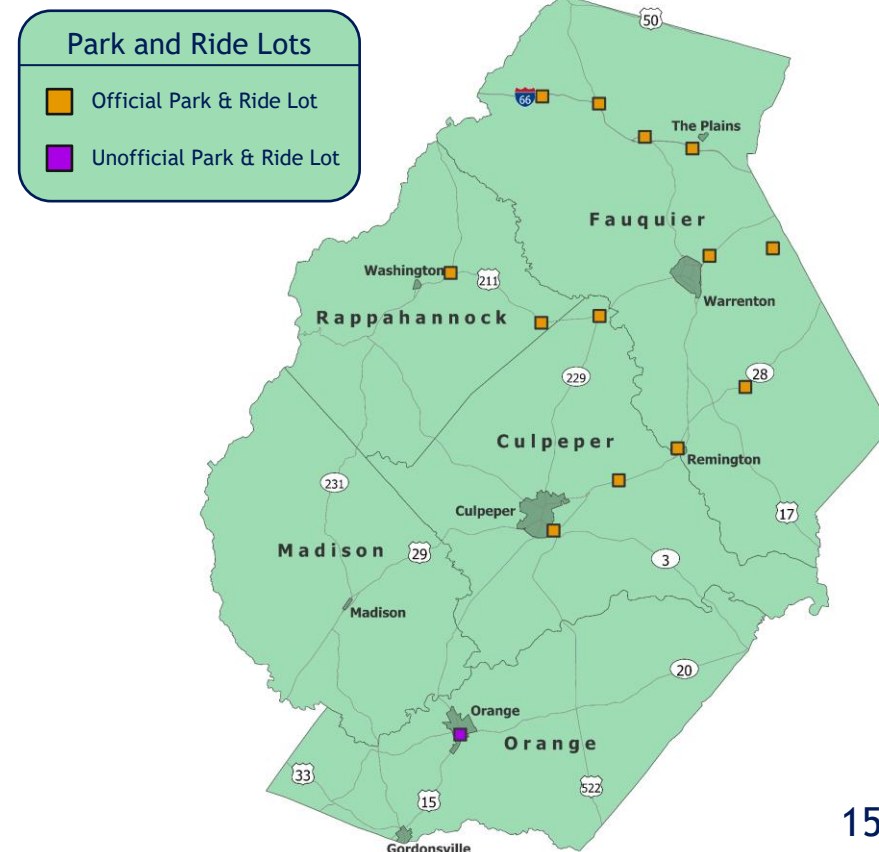 Park and Ride Lots
Official Park & Ride Lot
Unofficial Park & Ride Lot
50
66
The Plains
Fauquier
Washington
211
Warrenton
Rappahannock
229
28
Culpeper
Remington
231
Culpeper
17
Madison
29
3
Madison
20
Orange
Orange
33
522
15
Gordonsville
15